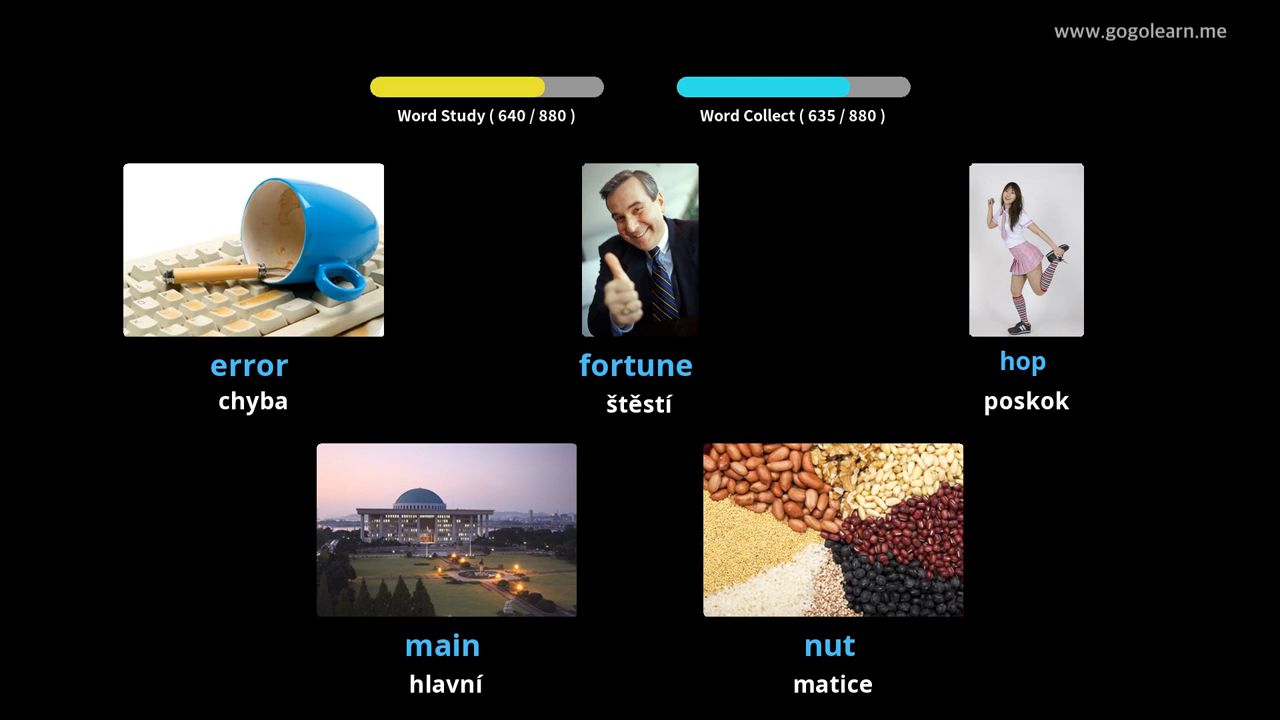 www.gogolearn.me
Word Study ( 640 / 880 )
Word Collect ( 635 / 880 )
error
chyba
fortune
štěstí
hop
poskok
main
hlavní
nut
matice